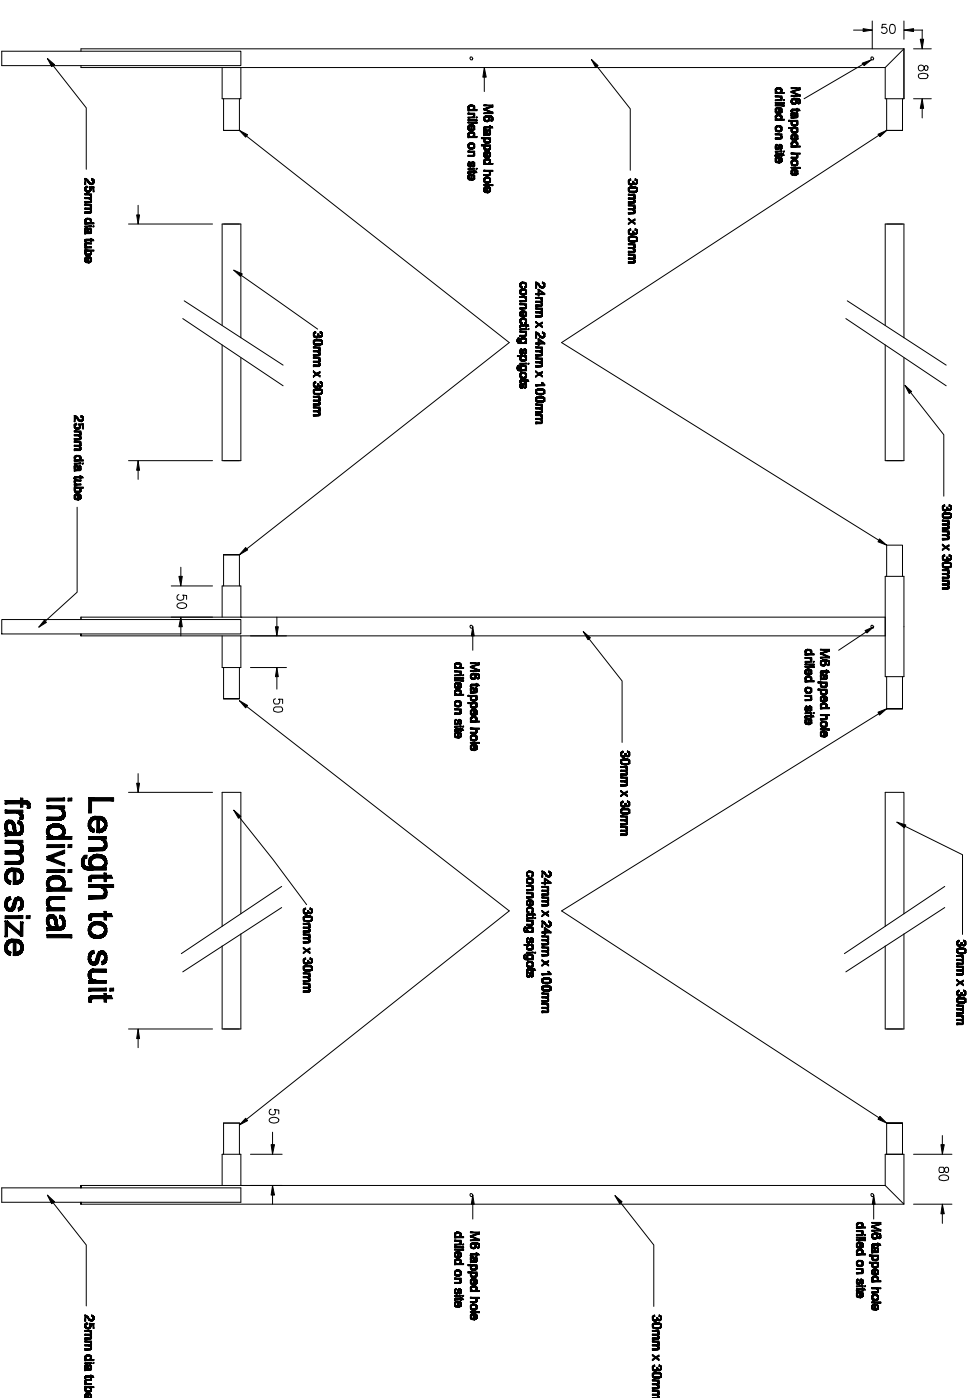 30mm x 30mm
30mm x 30mm
80
80
50
M6 tapped hole
drilled on site
M6 tapped hole
drilled on site
M6 tapped hole
drilled on site
30mm x 30mm
30mm x 30mm
30mm x 30mm
24mm x 24mm x 100mm
connecting spigots
24mm x 24mm x 100mm
connecting spigots
M6 tapped hole
drilled on site
M6 tapped hole
drilled on site
M6 tapped hole
drilled on site
30mm x 30mm
30mm x 30mm
50
50
50
Length to suit
individual
frame size
25mm dia tube
25mm dia tube
25mm dia tube